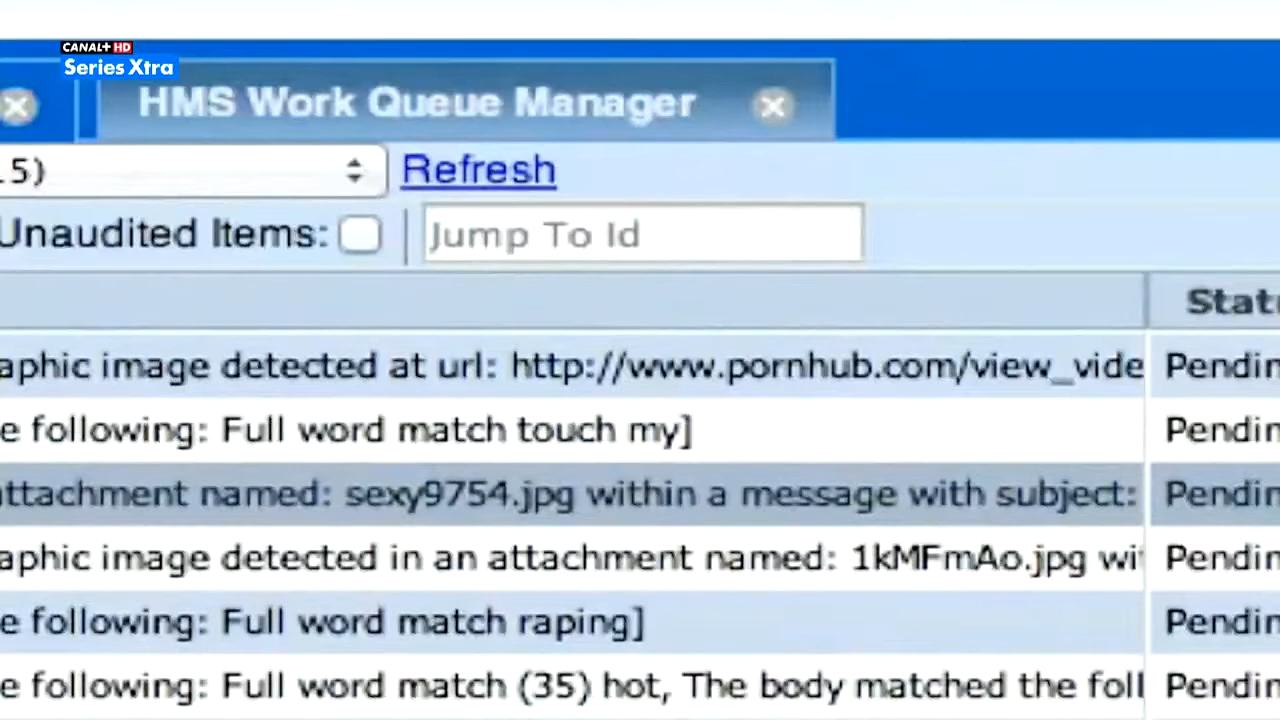 CANAL+ HD
Series Xtra
HMS Work Queue Manager
.5)
Refresh
Unaudited Items:
Jump To Id
Stat
aphic image detected at url: http://www.pornhub.com/view_vide
Pendin
e following: Full word match touch my]
Pendin
attachment named: sexy9754.jpg within a message with subject:
Pendin
aphic image detected in an attachment named: 1kMFmAo.jpg wit
Pendin
e following: Full word match raping]
Pendin
e following: Full word match (35) hot, The body matched the foll
Pendin